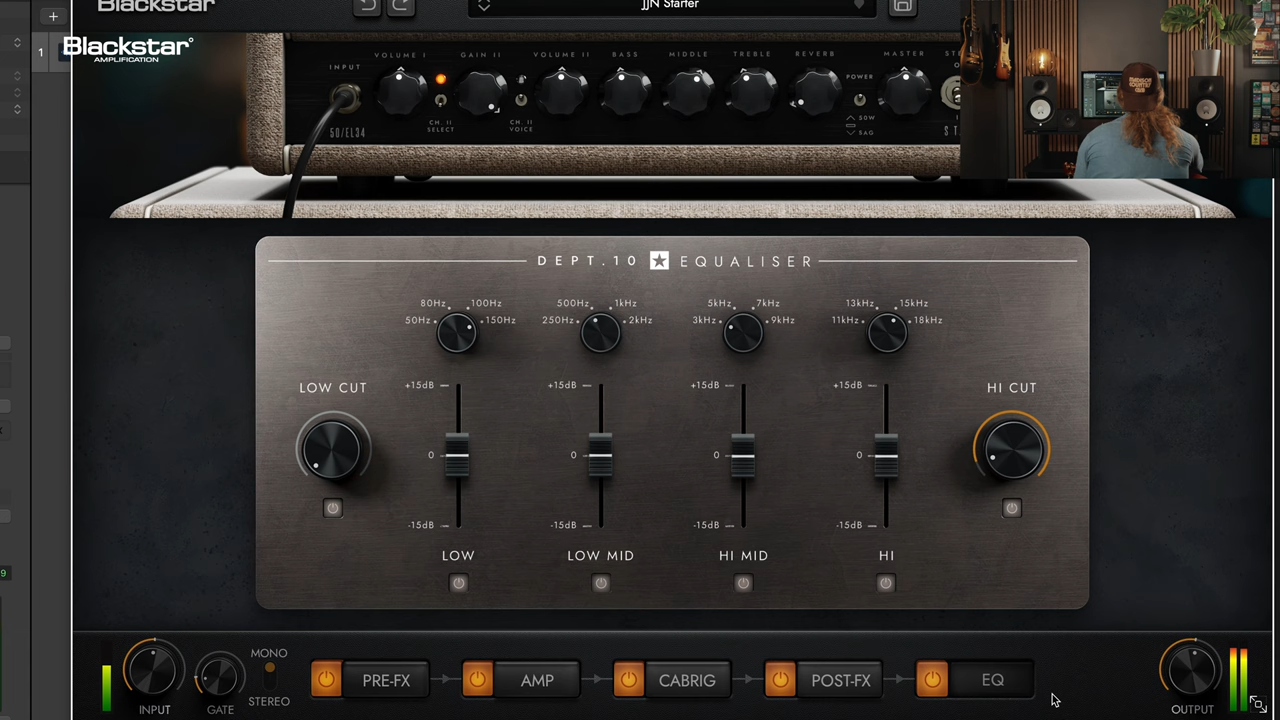 Blackstar
JJN Starter
1
Blackstar
AMPLIFICATION
VOLUME I
GAIN II
VOLUME II
BASS
MIDDLE
TREBLE
REVERB
MASTER
INPUT
POWER
CH. II
SELECT
CH. II
VOICE
50W
SAG
50/EL34
DEPT.10 EQUALISER
80Hz 100Hz
50Hz 150Hz
500Hz 1kHz
250Hz 2kHz
5kHz 7kHz
3kHz 9kHz
13kHz 15kHz
11kHz 18kHz
LOW CUT
HI CUT
+15dB +15dB +15dB +15dB
0 0 0 0
-15dB -15dB -15dB -15dB
LOW LOW MID HI MID HI
9
MONO
STEREO
INPUT
GATE
PRE-FX
AMP
CABRIG
POST-FX
EQ
OUTPUT